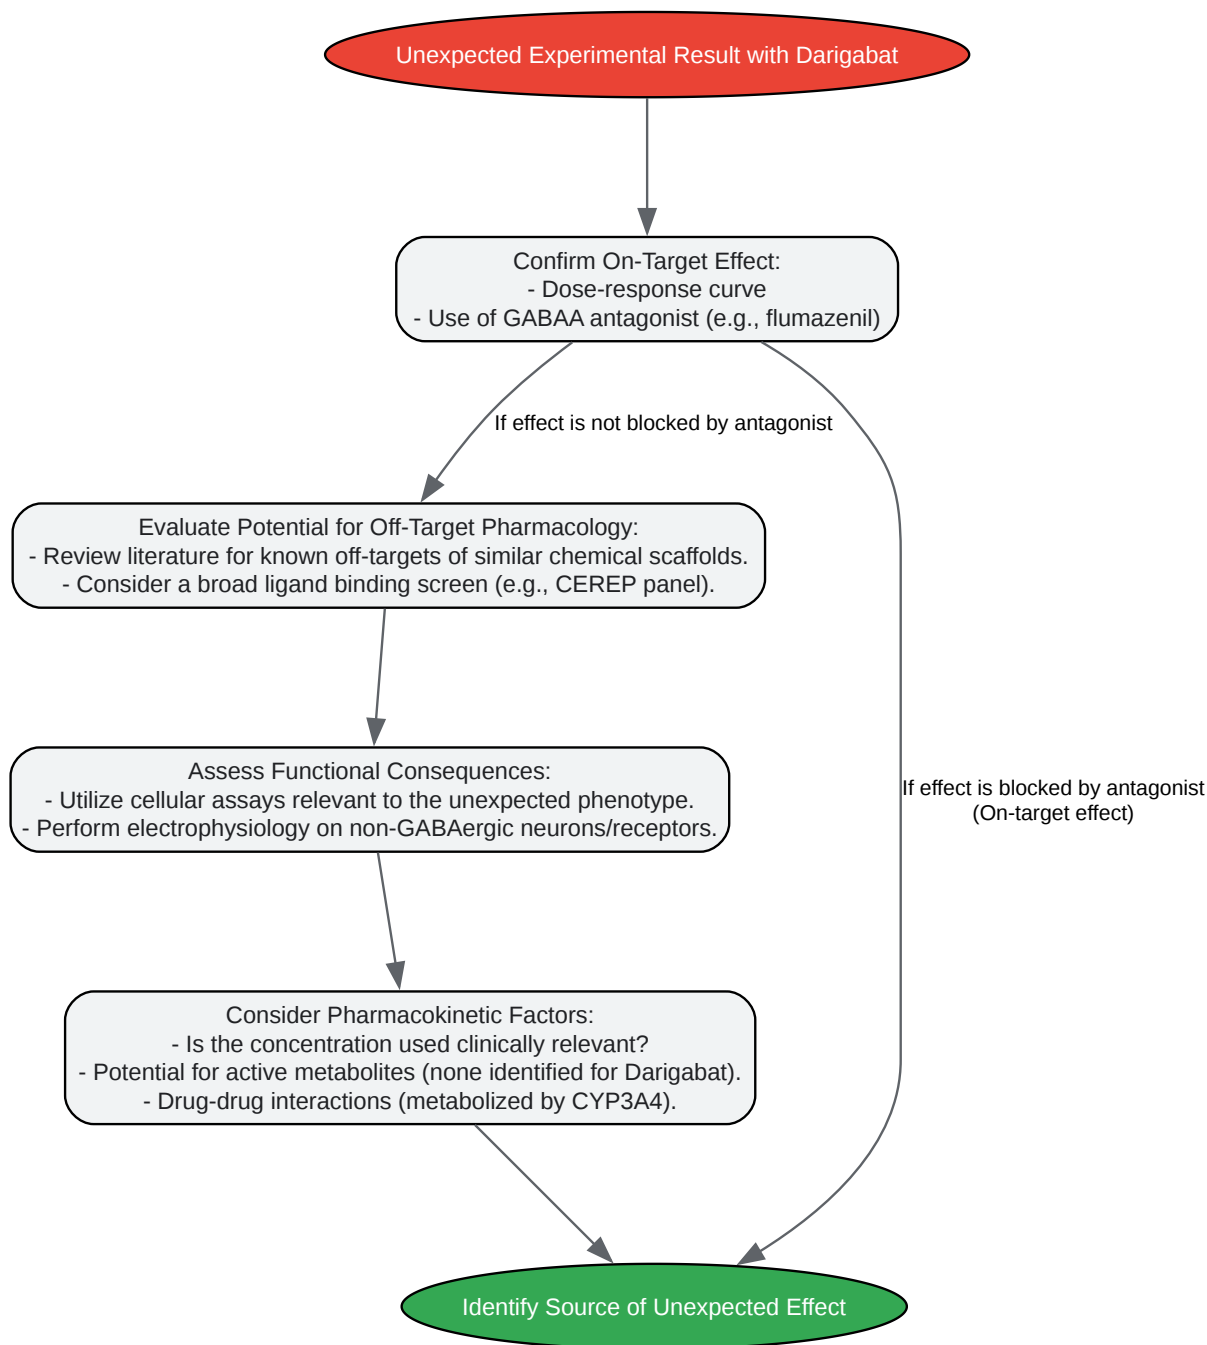 Unexpected Experimental Result with Darigabat
Confirm On-Target Effect:
- Dose-response curve
- Use of GABAA antagonist (e.g., flumazenil)
If effect is not blocked by antagonist
Evaluate Potential for Off-Target Pharmacology:
- Review literature for known off-targets of similar chemical scaffolds.
- Consider a broad ligand binding screen (e.g., CEREP panel).
Assess Functional Consequences:
- Utilize cellular assays relevant to the unexpected phenotype.
- Perform electrophysiology on non-GABAergic neurons/receptors.
If effect is blocked by antagonist
(On-target effect)
Consider Pharmacokinetic Factors:
- Is the concentration used clinically relevant?
- Potential for active metabolites (none identified for Darigabat).
- Drug-drug interactions (metabolized by CYP3A4).
Identify Source of Unexpected Effect